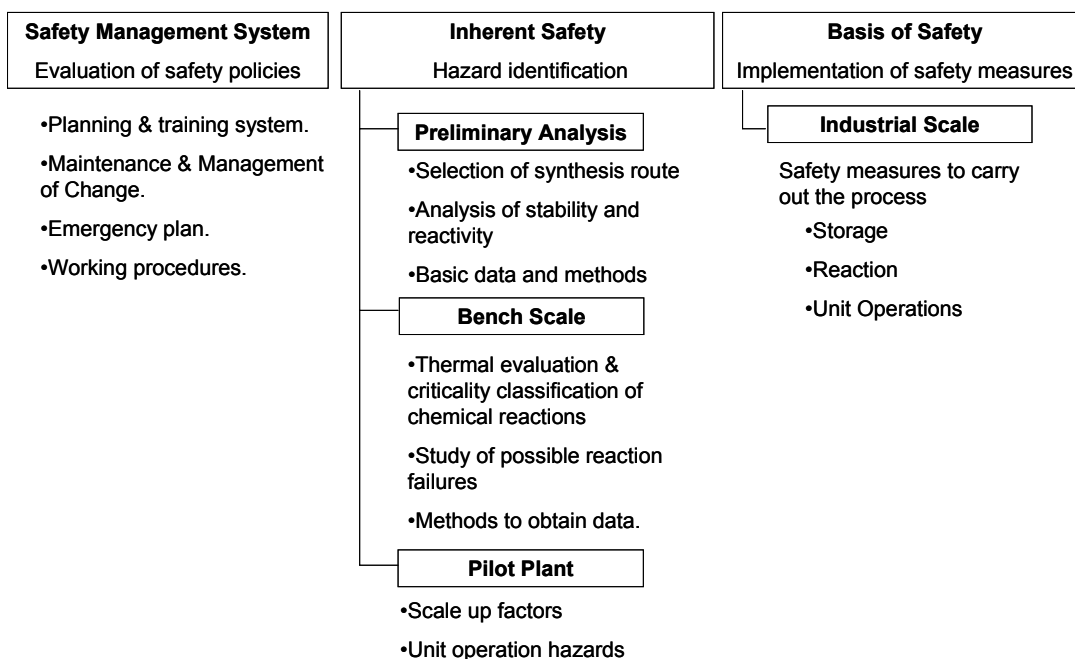 Safety Management System
Evaluation of safety policies
•Planning & training system.
•Maintenance & Management
of Change.
•Emergency plan.
•Working procedures.
Inherent Safety
Hazard identification
Preliminary Analysis
•Selection of synthesis route
•Analysis of stability and
reactivity
•Basic data and methods
Bench Scale
•Thermal evaluation &
criticality classification of
chemical reactions
•Study of possible reaction
failures
•Methods to obtain data.
Pilot Plant
•Scale up factors
•Unit operation hazards
Basis of Safety
Implementation of safety measures
Industrial Scale
Safety measures to carry
out the process
•Storage
•Reaction
•Unit Operations